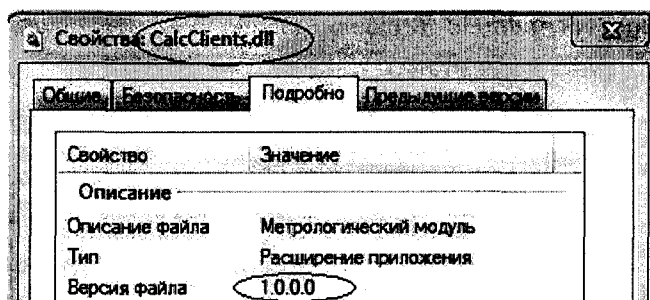 Свойства: CalcClients.dll
Общие Безопасность Подробно Предыдущие версии
Свойство Значение
Описание
Описание файла Метрологический модуль
Тип Расширение приложения
Версия файла 1.0.0.0